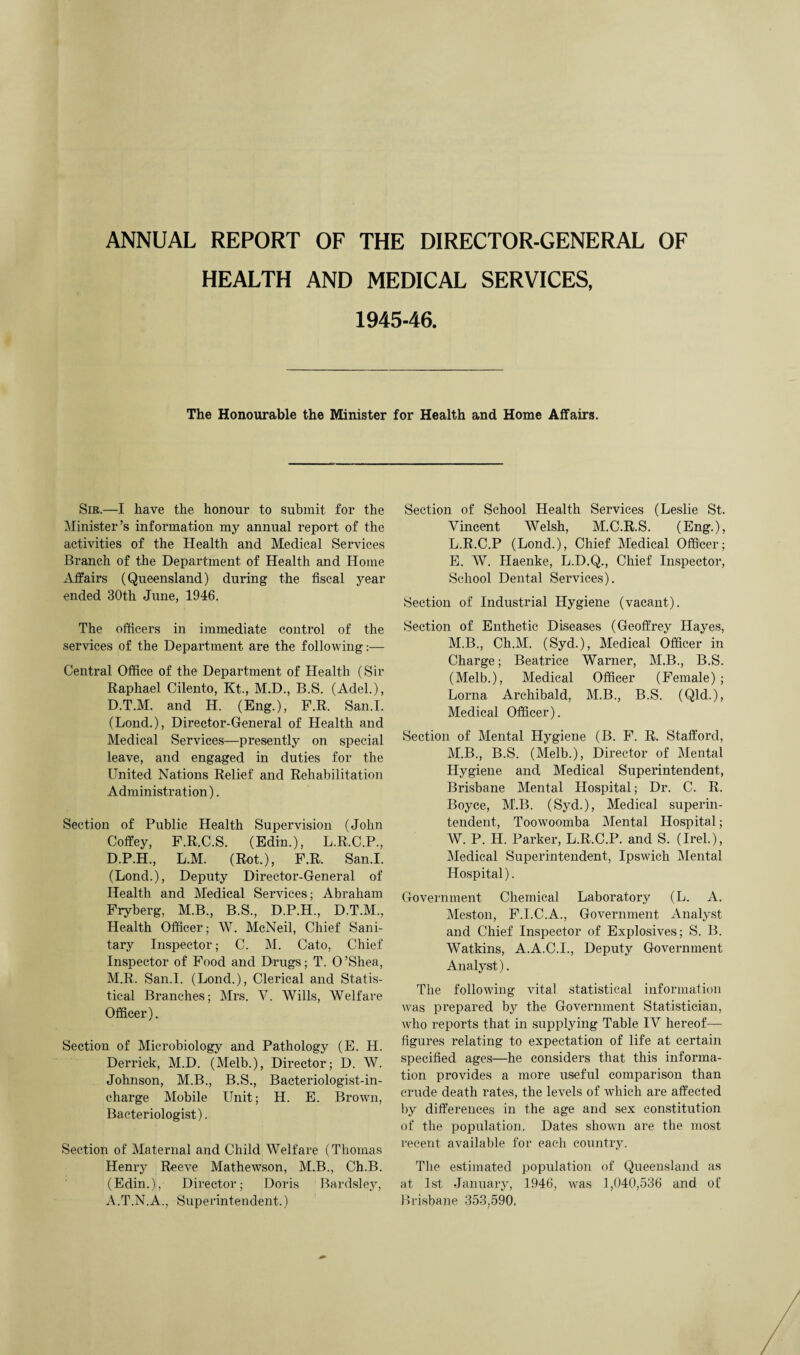 ANNUAL REPORT OF THE DIRECTOR-GENERAL OF
HEALTH AND MEDICAL SERVICES,
1945-46.
The Honourable the Minister for Health and Home Affairs.
SIR.—I have the honour to submit for the
Minister's information my annual report of the
activities of the Health and Medical Services
Branch of the Department of Health and Home
Affairs (Queensland) during the fiscal year
ended 30th June, 1946.
The officers in immediate control of the
services of the Department are the following:—
Central Office of the Department of Health (Sir
Raphael Cilento, Kt., M.D., B.S. (Adel.),
D.T.M. and H. (Eng.), F.R. San.I.
(Lond.), Director-General of Health and
Medical Services—presently on special
leave, and engaged in duties for the
United Nations Relief and Rehabilitation
Administration).
Section of Public Health Supervision (John
Coffey, F.R.C.S. (Edin.), L.R.C.P.,
D.P.H., L.M. (Rot.), F.R. San.I.
(Lond.), Deputy Director-General of
Health and Medical Services; Abraham
Fryberg, M.B., B.S., D.P.H., D.T.M.,
Health Officer; W. McNeil, Chief Sani-
tary Inspector; C. M. Cato, Chief
Inspector of Food and Drugs; T. O'Shea,
M.R. San.I. (Lond.), Clerical and Statis-
tical Branches; Mrs. V. Wills, Welfare
Officer).
Section of Microbiology and Pathology (E. H.
Derrick, M.D. (Melb.), Director; D. W.
Johnson, M.B., B.S., Bacteriologist-in-
charge Mobile Unit; H. E. Brown,
Bacteriologist).
Section of Maternal and Child Welfare (Thomas
Henry Reeve Mathewson, M.B., Ch.B.
(Edin.), Director; Doris Bardsley,
A.T.N.A., Superintendent.)
Section of School Health Services (Leslie St.
Vincent Welsh, M.C.R.S. (Eng.),
L.R.C.P (Lond.), Chief Medical Officer;
E. W. Haenke, L.D.Q., Chief Inspector,
School Dental Services).
Section of Industrial Hygiene (vacant).
Section of Enthetic Diseases (Geoffrey Hayes,
M.B., Ch.M. (Syd.), Medical Officer in
Charge; Beatrice Warner, M.B., B.S.
(Melb.), Medical Officer (Female) ;
Lorna Archibald, M.B., B.S. (Qld.),
Medical Officer).
Section of Mental Hygiene (B. F. R. Stafford,
M.B., B.S. (Melb.), Director of Mental
Hygiene and Medical Superintendent,
Brisbane Mental Hospital; Dr. C. R.
Boyce, M.B. (Syd.), Medical superin-
tendent, Toowoomba Mental Hospital;
W. P. H. Parker, L.R.C.P. and S. (Irel.),
Medical Superintendent, Ipswich Mental
Hospital).
Government Chemical Laboratory (L. A.
Meston, F.I.C.A., Government Analyst
and Chief Inspector of Explosives; S. B.
Watkins, A.A.C.I., Deputy Government
Analyst).
The following vital statistical information
was prepared by the Government Statistician,
who reports that in supplying Table IV hereof—
figures relating to expectation of life at certain
specified ages—he considers that this informa-
tion provides a more useful comparison than
crude death rates, the levels of which are affected
by differences in the age and sex constitution
of the population. Dates shown are the most
recent available for each country.
The estimated population of Queensland as
at 1st January, 1946, was 1,040,536 and of
Brisbane 353,590.